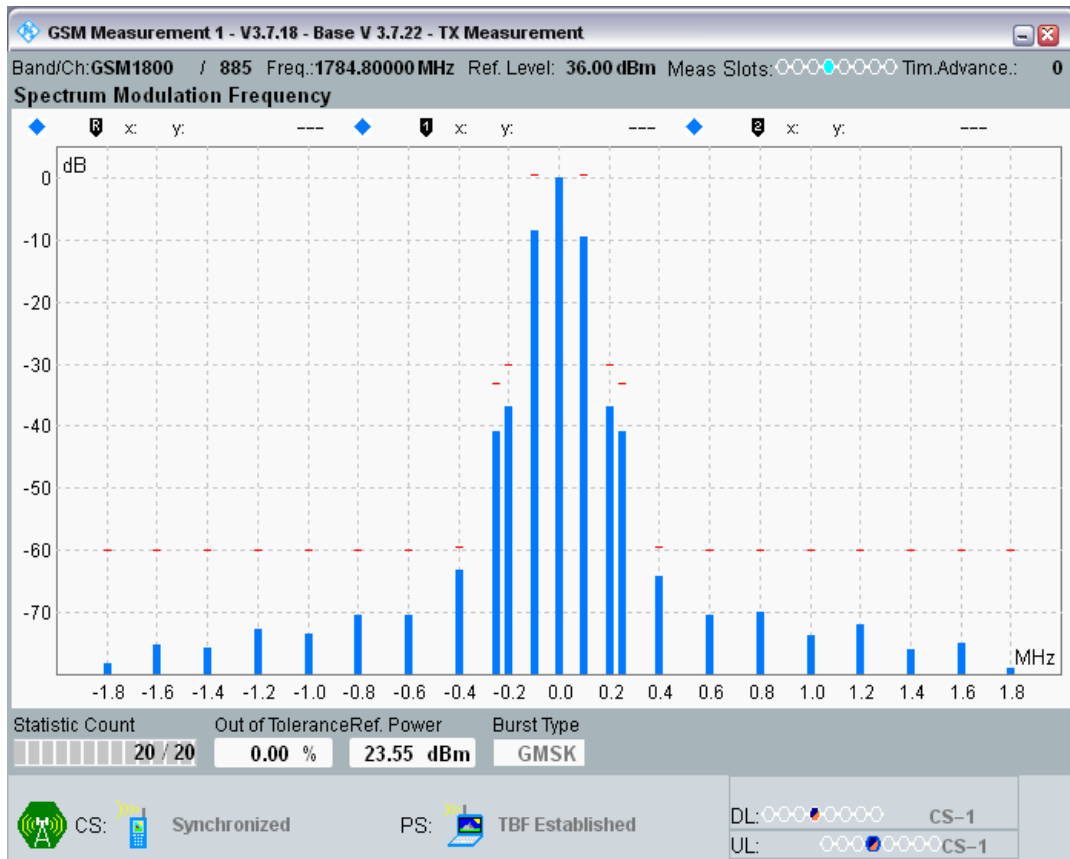 GSM Measurement 1 - V3.7.18 - Base V 3.7.22 - TX Measurement
Band/Ch:GSM1800 / 885 Freq.:1784.80000 MHz Ref. Level: 36.00 dBm Meas Slots: Tim.Advance.: 0
Spectrum Modulation Frequency
R x: y: --- 1 x: y: --- 2 x: y: ---
dB
0
-10
-20
-30
-40
-50
-60
-70
MHz
-1.8 -1.6 -1.4 -1.2 -1.0 -0.8 -0.6 -0.4 -0.2 0.0 0.2 0.4 0.6 0.8 1.0 1.2 1.4 1.6 1.8
Statistic Count Out of Tolerance Ref. Power Burst Type
20 / 20 0.00 % 23.55 dBm GMSK
CS: Synchronized PS: TBF Established
DL: CS-1
UL: CS-1